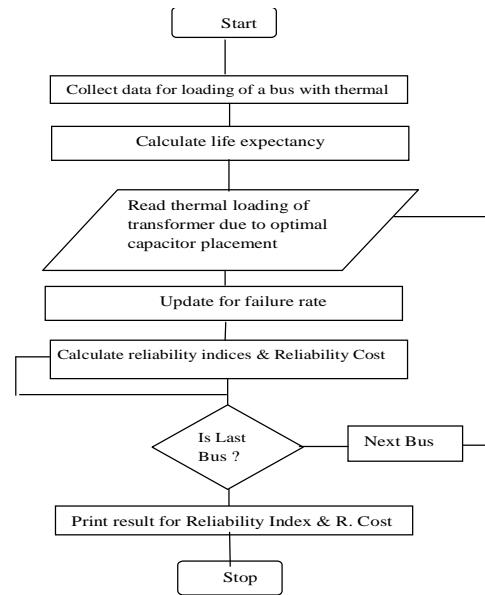 Start
Collect data for loading of a bus with thermal
Calculate life expectancy
Read thermal loading of
transformer due to optimal
capacitor placement
Update for failure rate
Calculate reliability indices & Reliability Cost
Is Last
Bus ?
Next Bus
Print result for Reliability Index & R. Cost
Stop